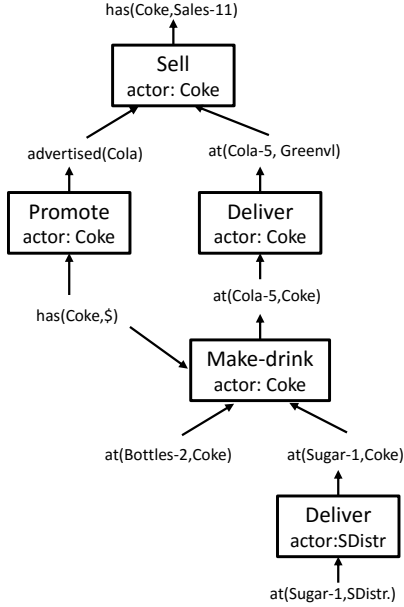 has(Coke,Sales-11)
Sell
actor: Coke
advertised(Cola)
at(Cola-5, Greenvl)
Promote
actor: Coke
Deliver
actor: Coke
at(Cola-5,Coke)
has(Coke,$)
Make-drink
actor: Coke
at(Bottles-2,Coke)
at(Sugar-1,Coke)
Deliver
actor:SDistr
at(Sugar-1,SDistr.)